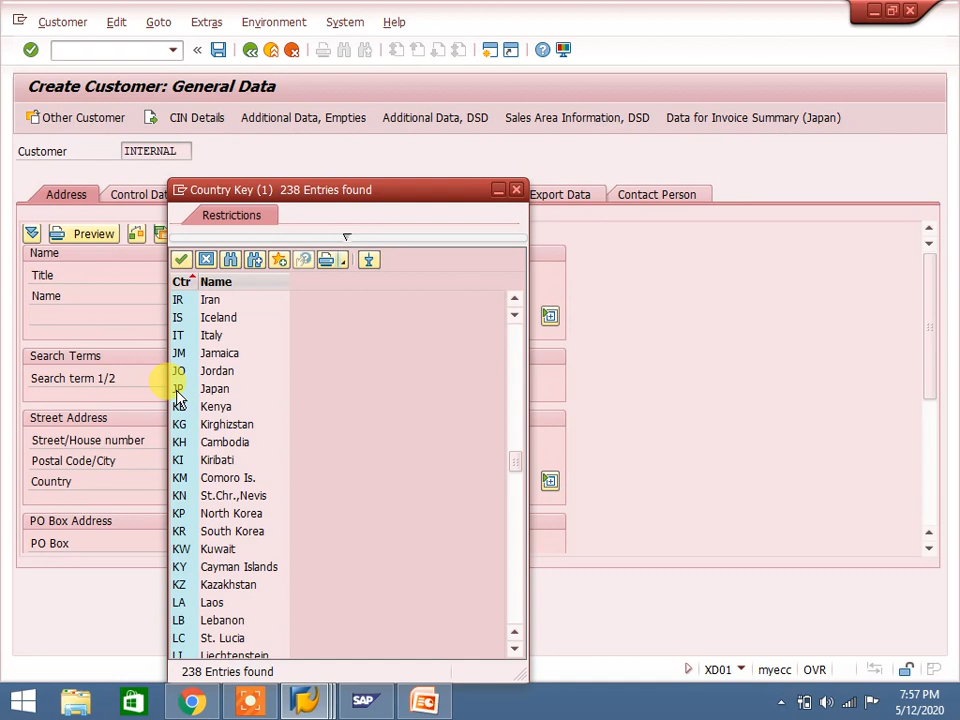 Customer Edit Goto Extras Environment System Help
Create Customer: General Data
Other Customer CIN Details Additional Data, Empties Additional Data, DSD Sales Area Information, DSD Data for Invoice Summary (Japan)
Customer INTERNAL
Address Control Da Export Data Contact Person
Country Key (1) 238 Entries found
Restrictions
Preview
Name
Title
Name
Search Terms
Search term 1/2
Street Address
Street/House number
Postal Code/City
Country
PO Box Address
PO Box
Ctr Name
IR Iran
IS Iceland
IT Italy
JM Jamaica
JO Jordan
JP Japan
Kenya
KG Kirghizstan
KH Cambodia
KI Kiribati
KM Comoro Is.
KN St.Chr.,Nevis
KP North Korea
KR South Korea
KW Kuwait
KY Cayman Islands
KZ Kazakhstan
LA Laos
LB Lebanon
LC St. Lucia
LI Liechtenstein
238 Entries found
XD01 myecc OVR
SAP
7:57 PM
5/12/2020